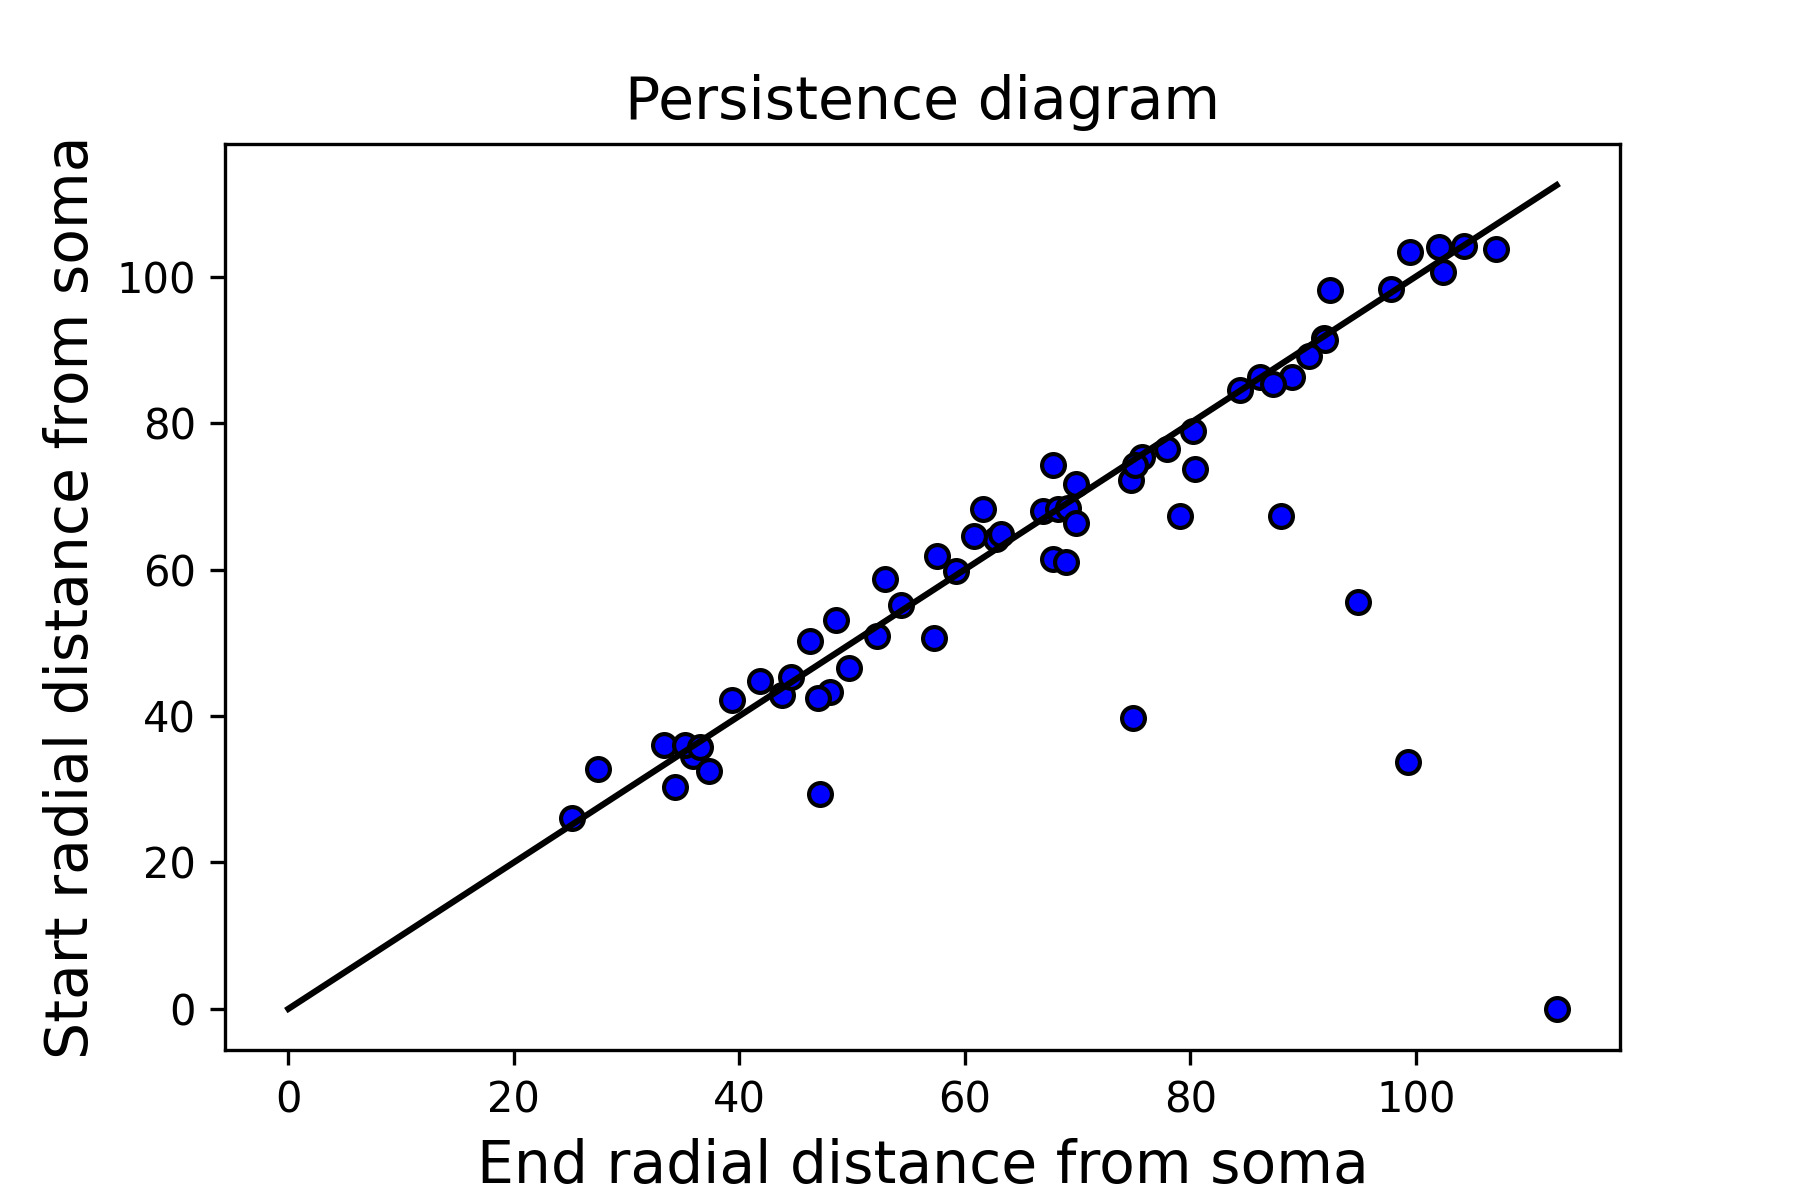 Persistence diagram
Start radial distance from soma
100
80
60
40
20
0
0 20 40 60 80 100
End radial distance from soma